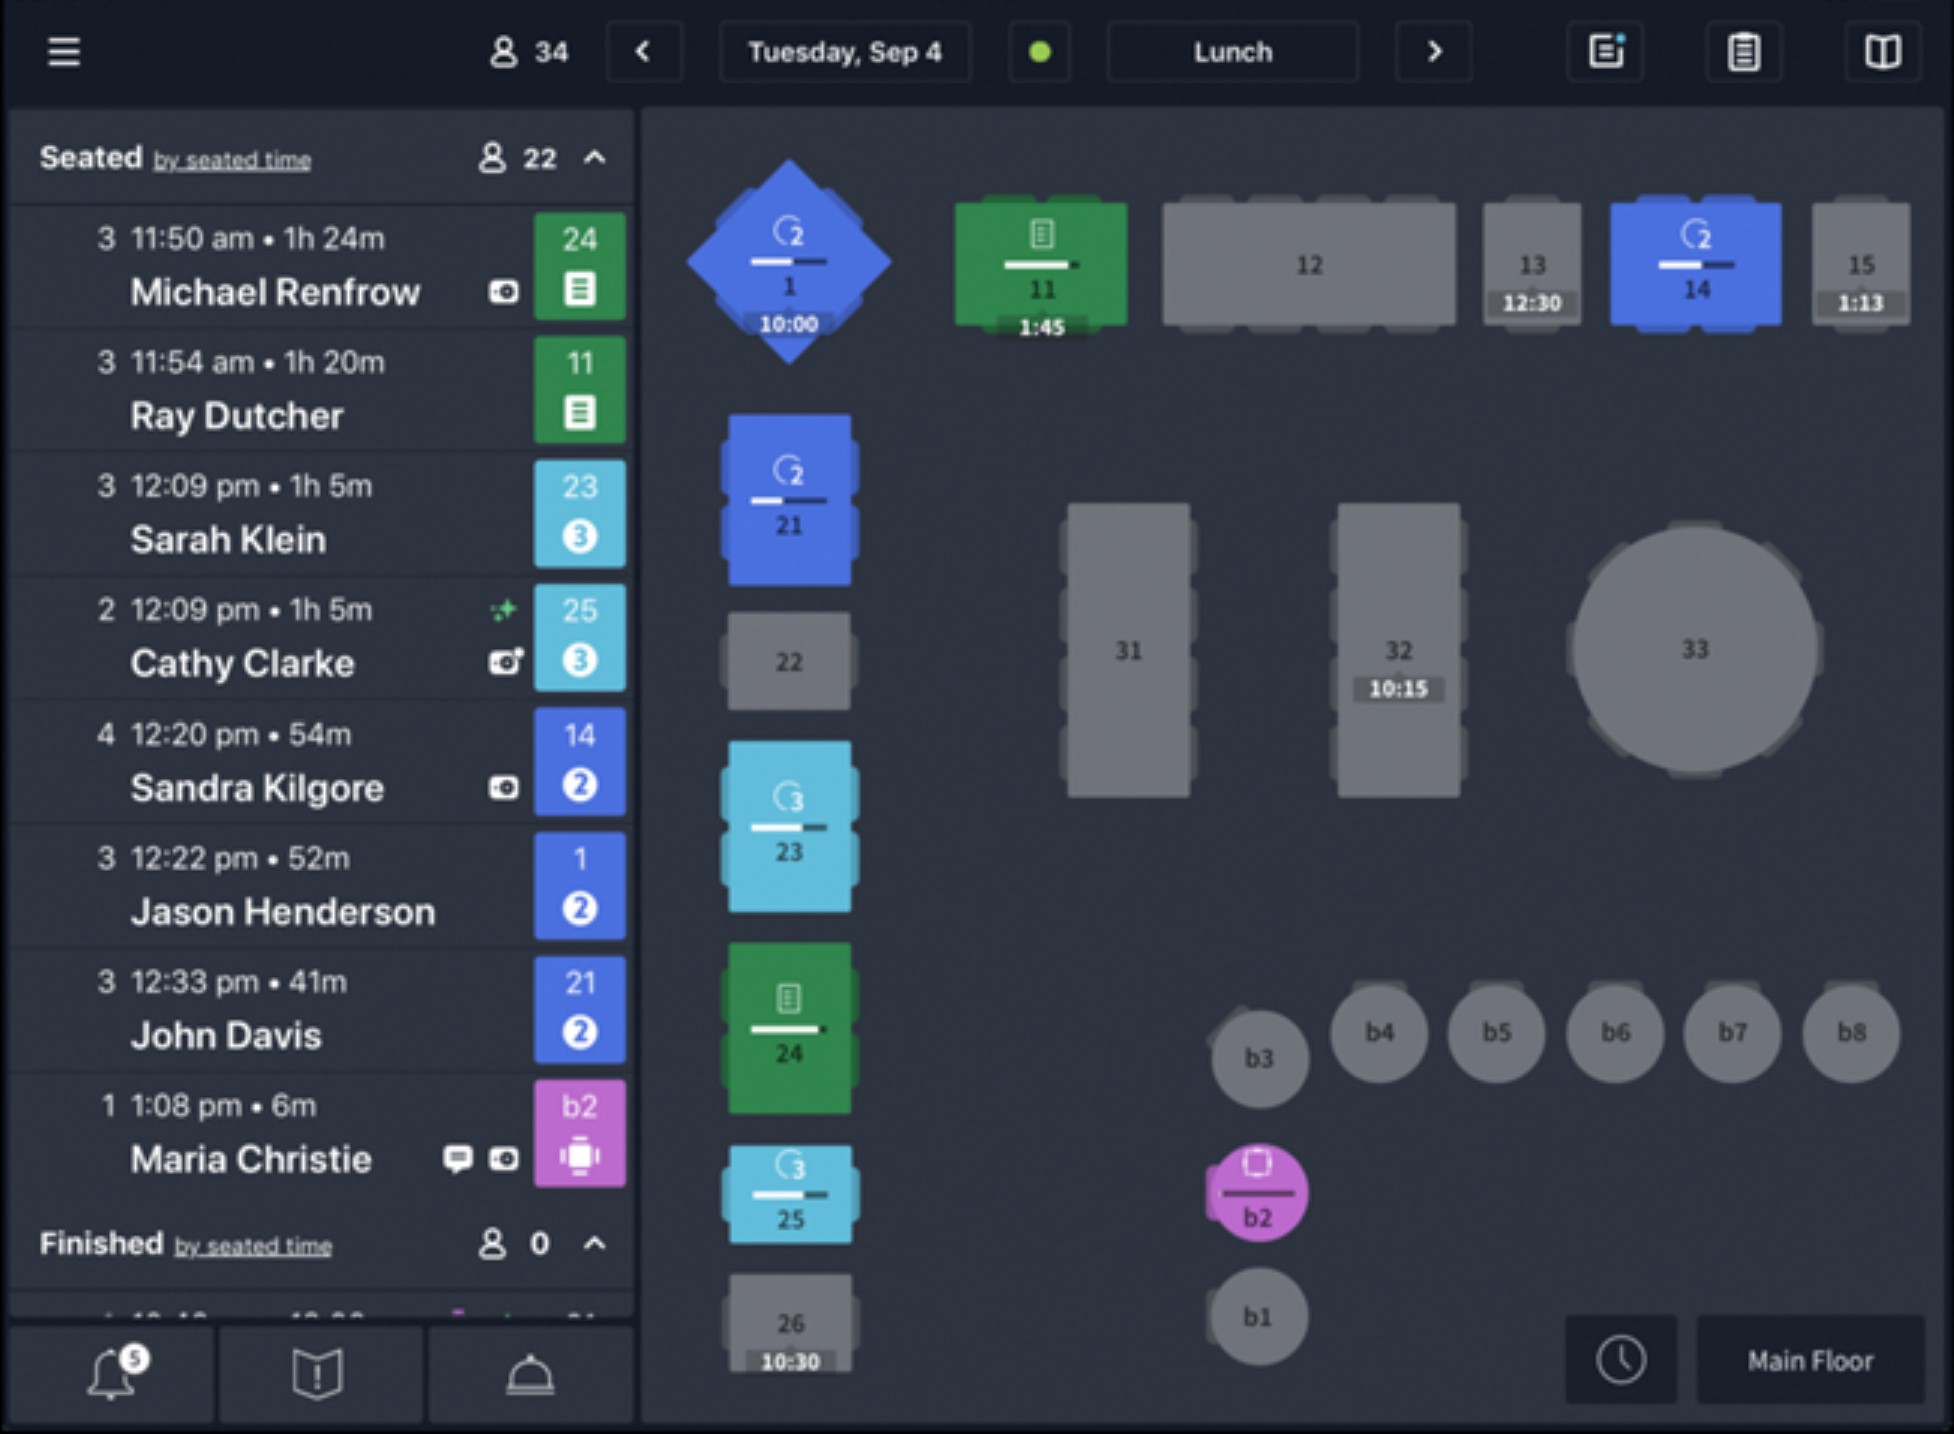 34
Tuesday, Sep 4
Lunch
Seated by seated time 22
3 11:50 am • 1h 24m 24
Michael Renfrow
3 11:54 am • 1h 20m 11
Ray Dutcher
3 12:09 pm • 1h 5m 23
Sarah Klein 3
2 12:09 pm • 1h 5m 25
Cathy Clarke 3
4 12:20 pm • 54m 14
Sandra Kilgore 2
3 12:22 pm • 52m 1
Jason Henderson 2
3 12:33 pm • 41m 21
John Davis 2
1 1:08 pm • 6m b2
Maria Christie
Finished by seated time 0
5
2
1
10:00
11
1:45
12
13
12:30
2
14
15
1:13
2
21
22
3
23
24
3
25
26
10:30
31
32
10:15
33
b3
b4
b5
b6
b7
b8
b2
b1
Main Floor